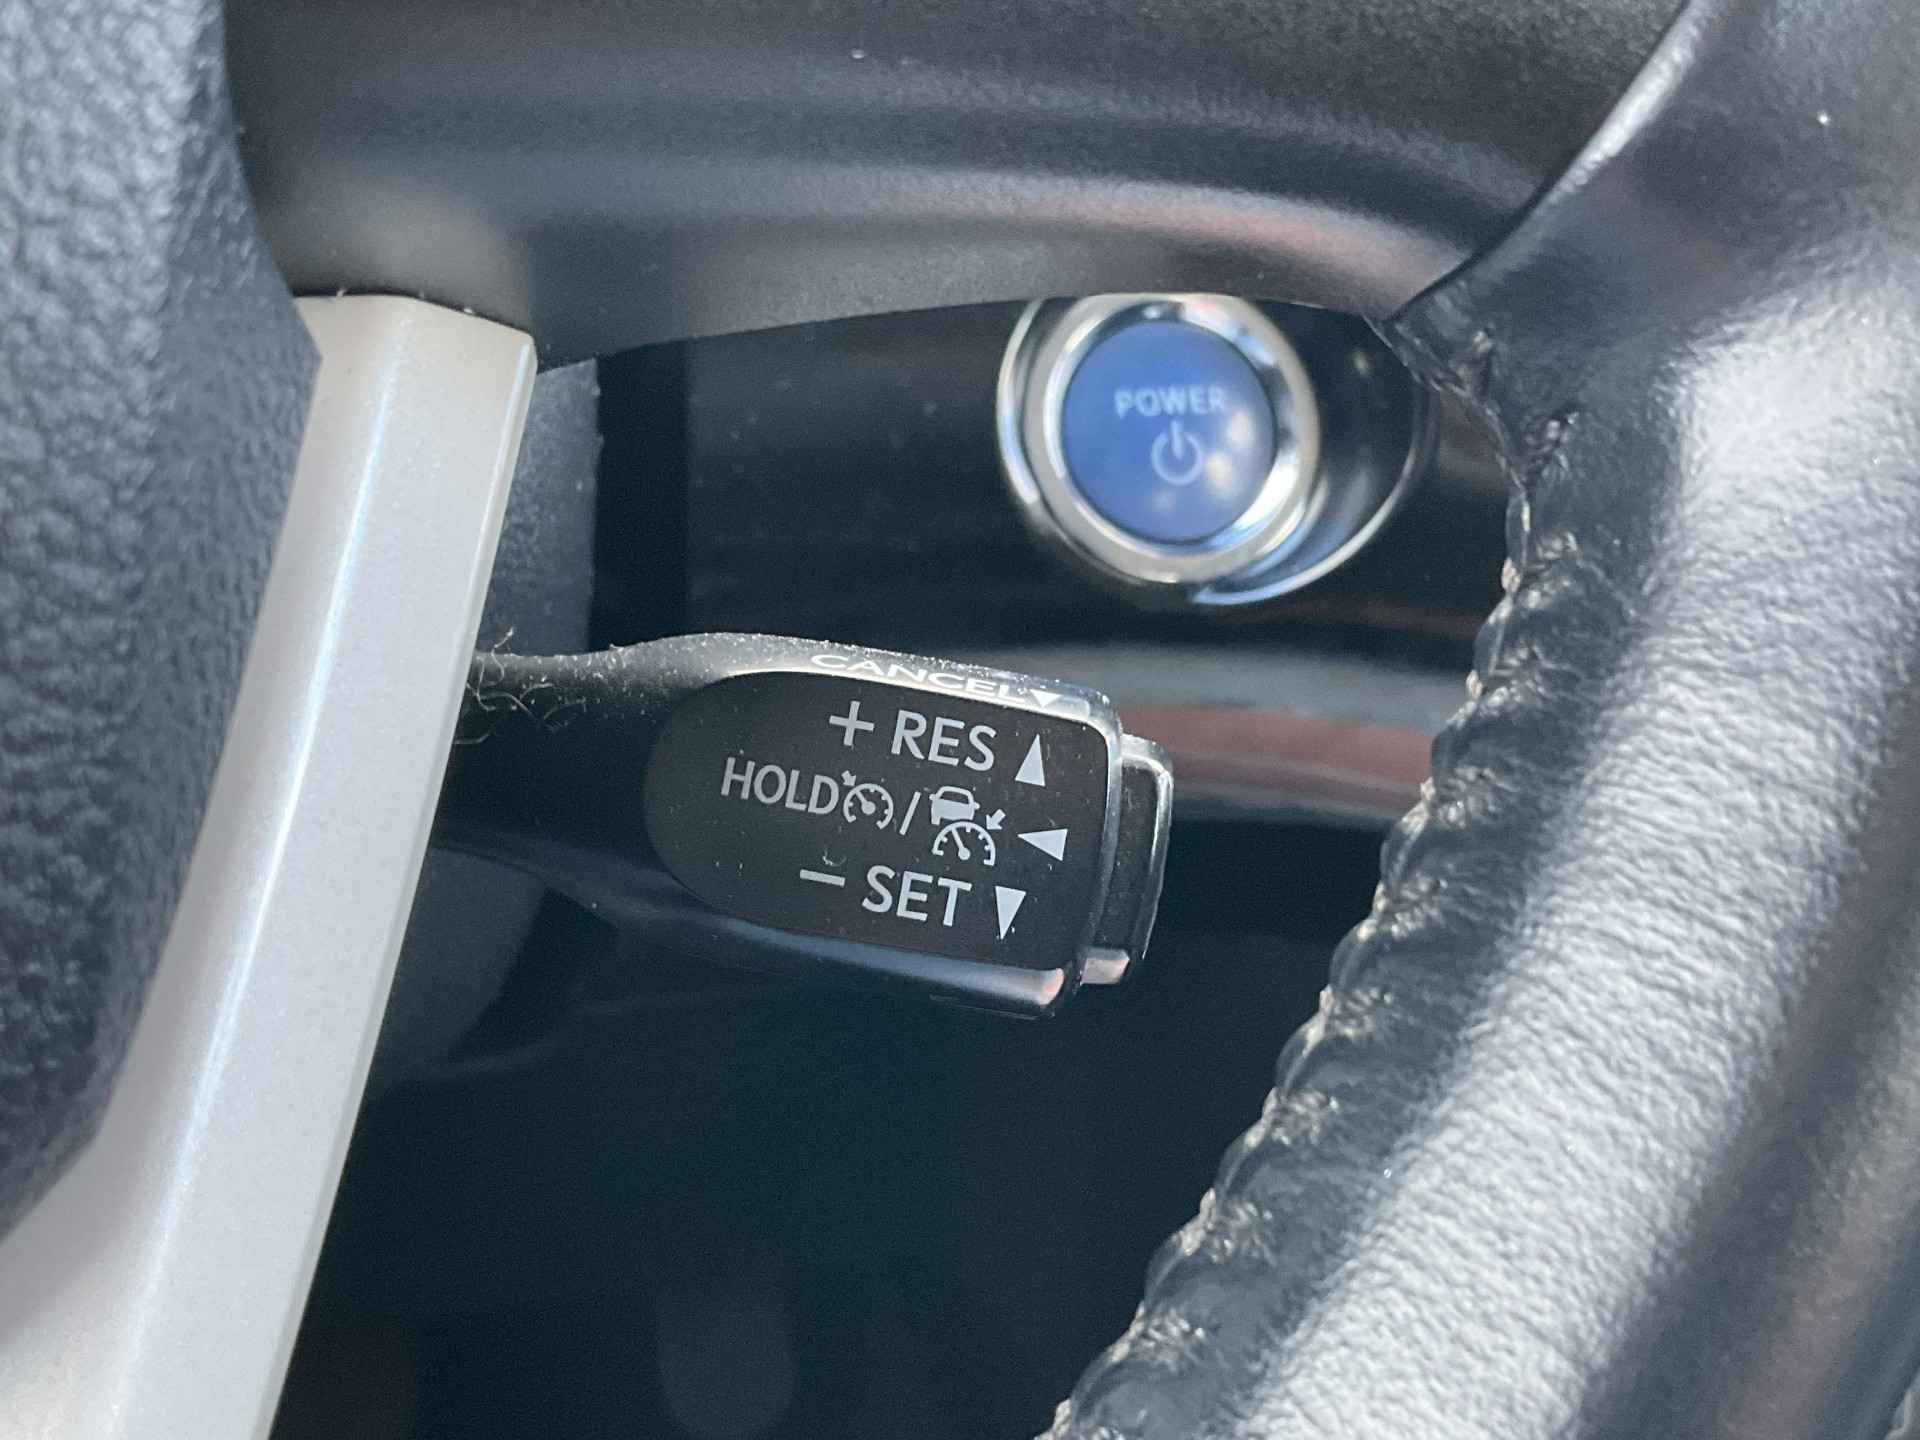 POWER
CANCEL▼
+ RES ▲
HOLD / ◀
– SET ▼